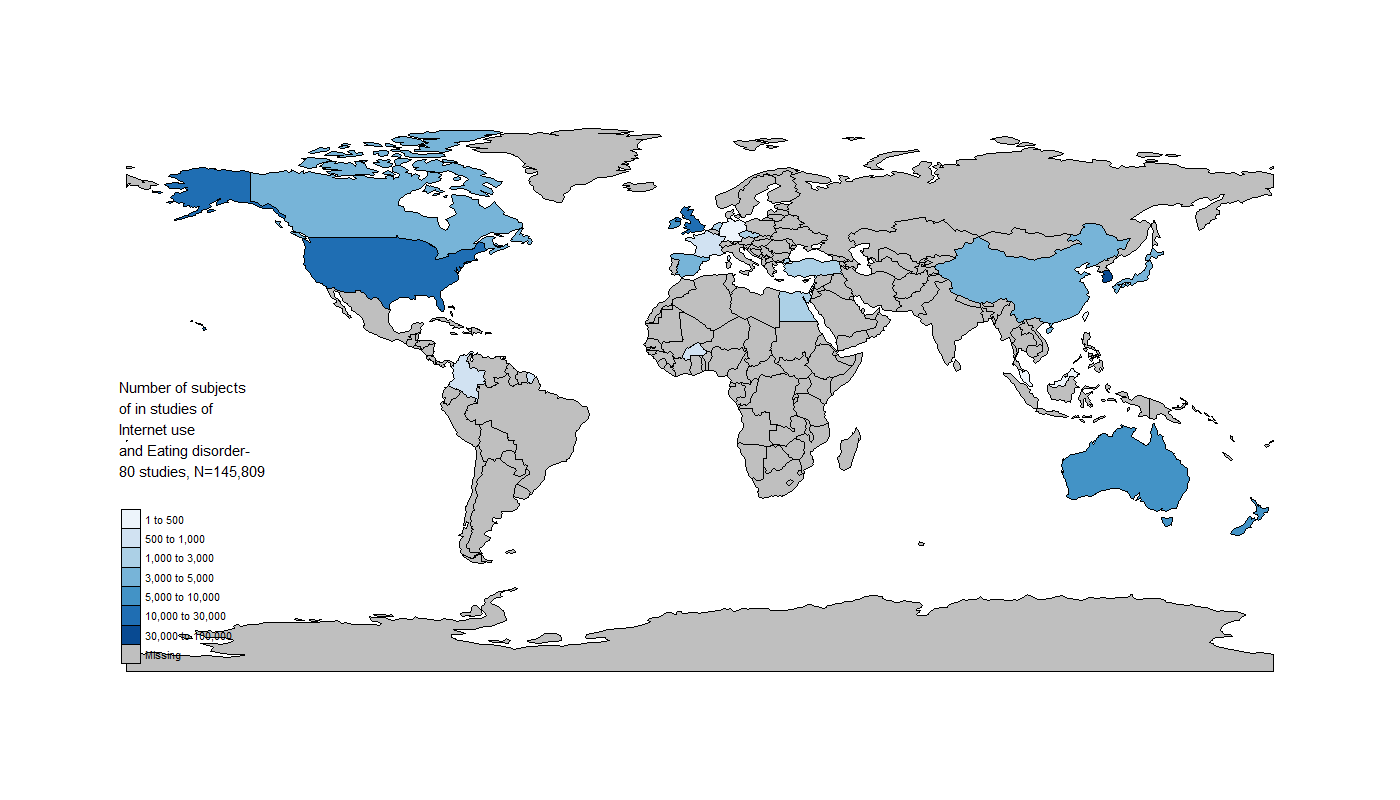 Number of subjects
of in studies of
Internet use
and Eating disorder-
80 studies, N=145,809
1 to 500
500 to 1,000
1,000 to 3,000
3,000 to 5,000
5,000 to 10,000
10,000 to 30,000
30,000 to 100,000
Missing